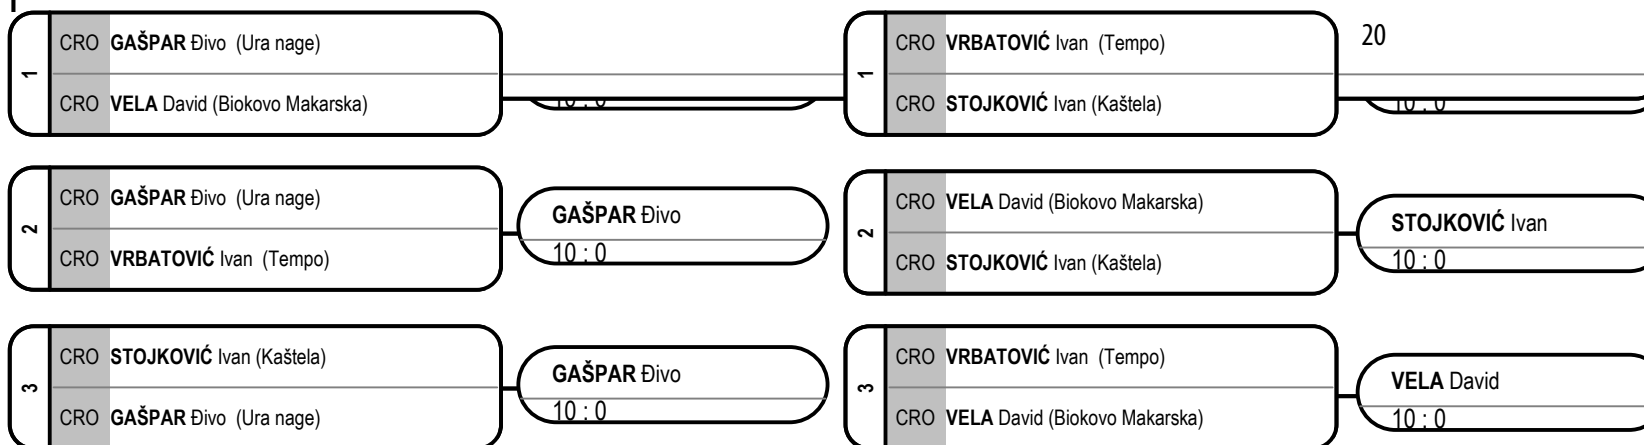 1
CRO GAŠPAR Đivo (Ura nage)
CRO VELA David (Biokovo Makarska)
10 : 0
1
CRO VRBATOVIĆ Ivan (Tempo)
CRO STOJKOVIĆ Ivan (Kaštela)
20
10 : 0
2
CRO GAŠPAR Đivo (Ura nage)
CRO VRBATOVIĆ Ivan (Tempo)
GAŠPAR Đivo
10 : 0
2
CRO VELA David (Biokovo Makarska)
CRO STOJKOVIĆ Ivan (Kaštela)
STOJKOVIĆ Ivan
10 : 0
3
CRO STOJKOVIĆ Ivan (Kaštela)
CRO GAŠPAR Đivo (Ura nage)
GAŠPAR Đivo
10 : 0
3
CRO VRBATOVIĆ Ivan (Tempo)
CRO VELA David (Biokovo Makarska)
VELA David
10 : 0